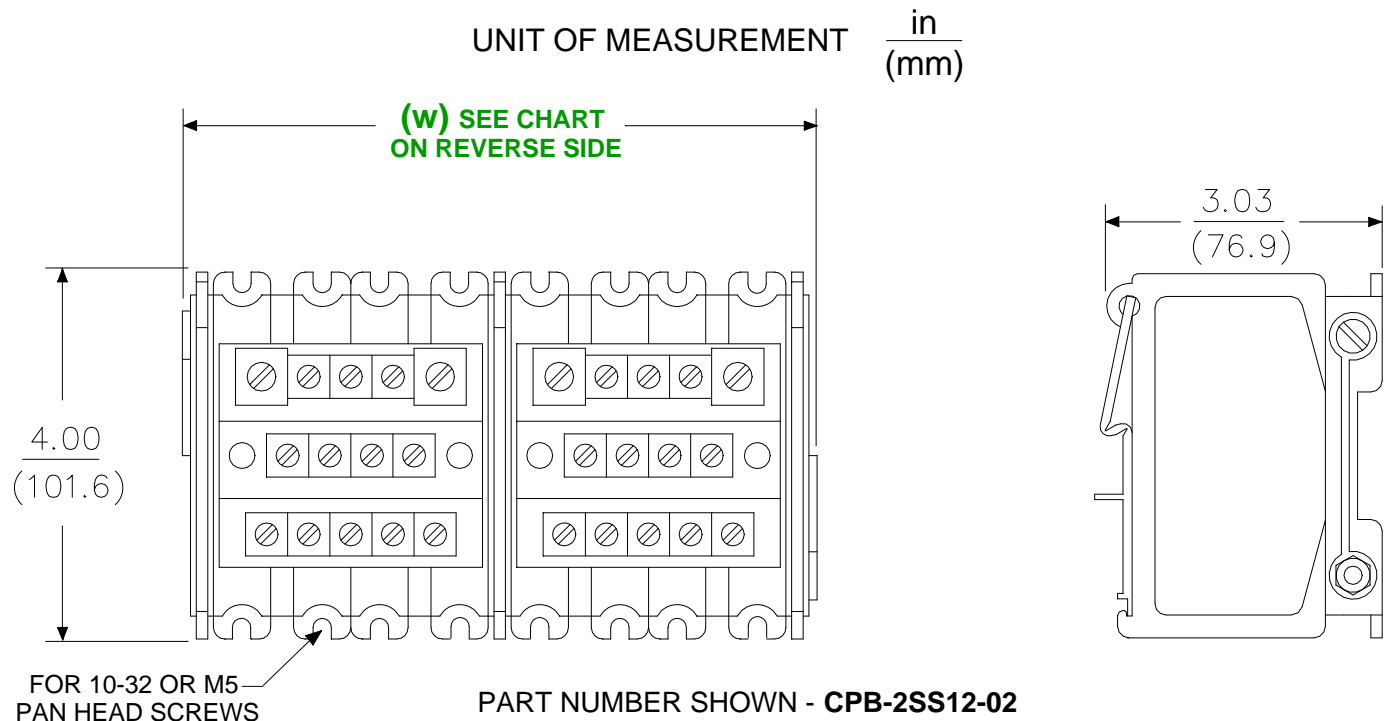 UNIT OF MEASUREMENT in
(mm)
(W) SEE CHART
ON REVERSE SIDE
3.03
(76.9)
4.00
(101.6)
FOR 10-32 OR M5
PAN HEAD SCREWS
PART NUMBER SHOWN - CPB-2SS12-02